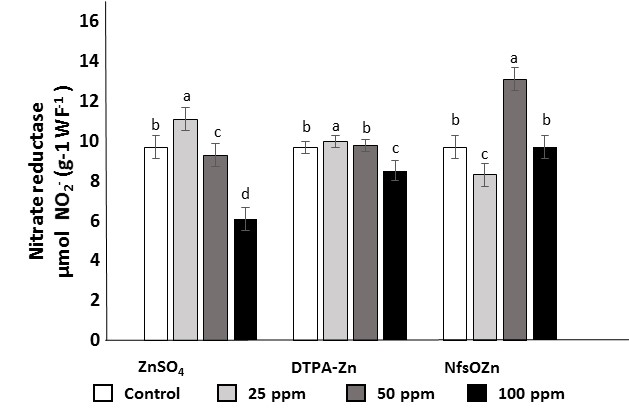 16
14
12
10
8
6
4
2
0
Nitrate reductase
µmol NO₂⁻ (g-1 WF⁻¹)
b a c d b a b c b c a b
ZnSO₄ DTPA-Zn NfsOZn
Control 25 ppm 50 ppm 100 ppm